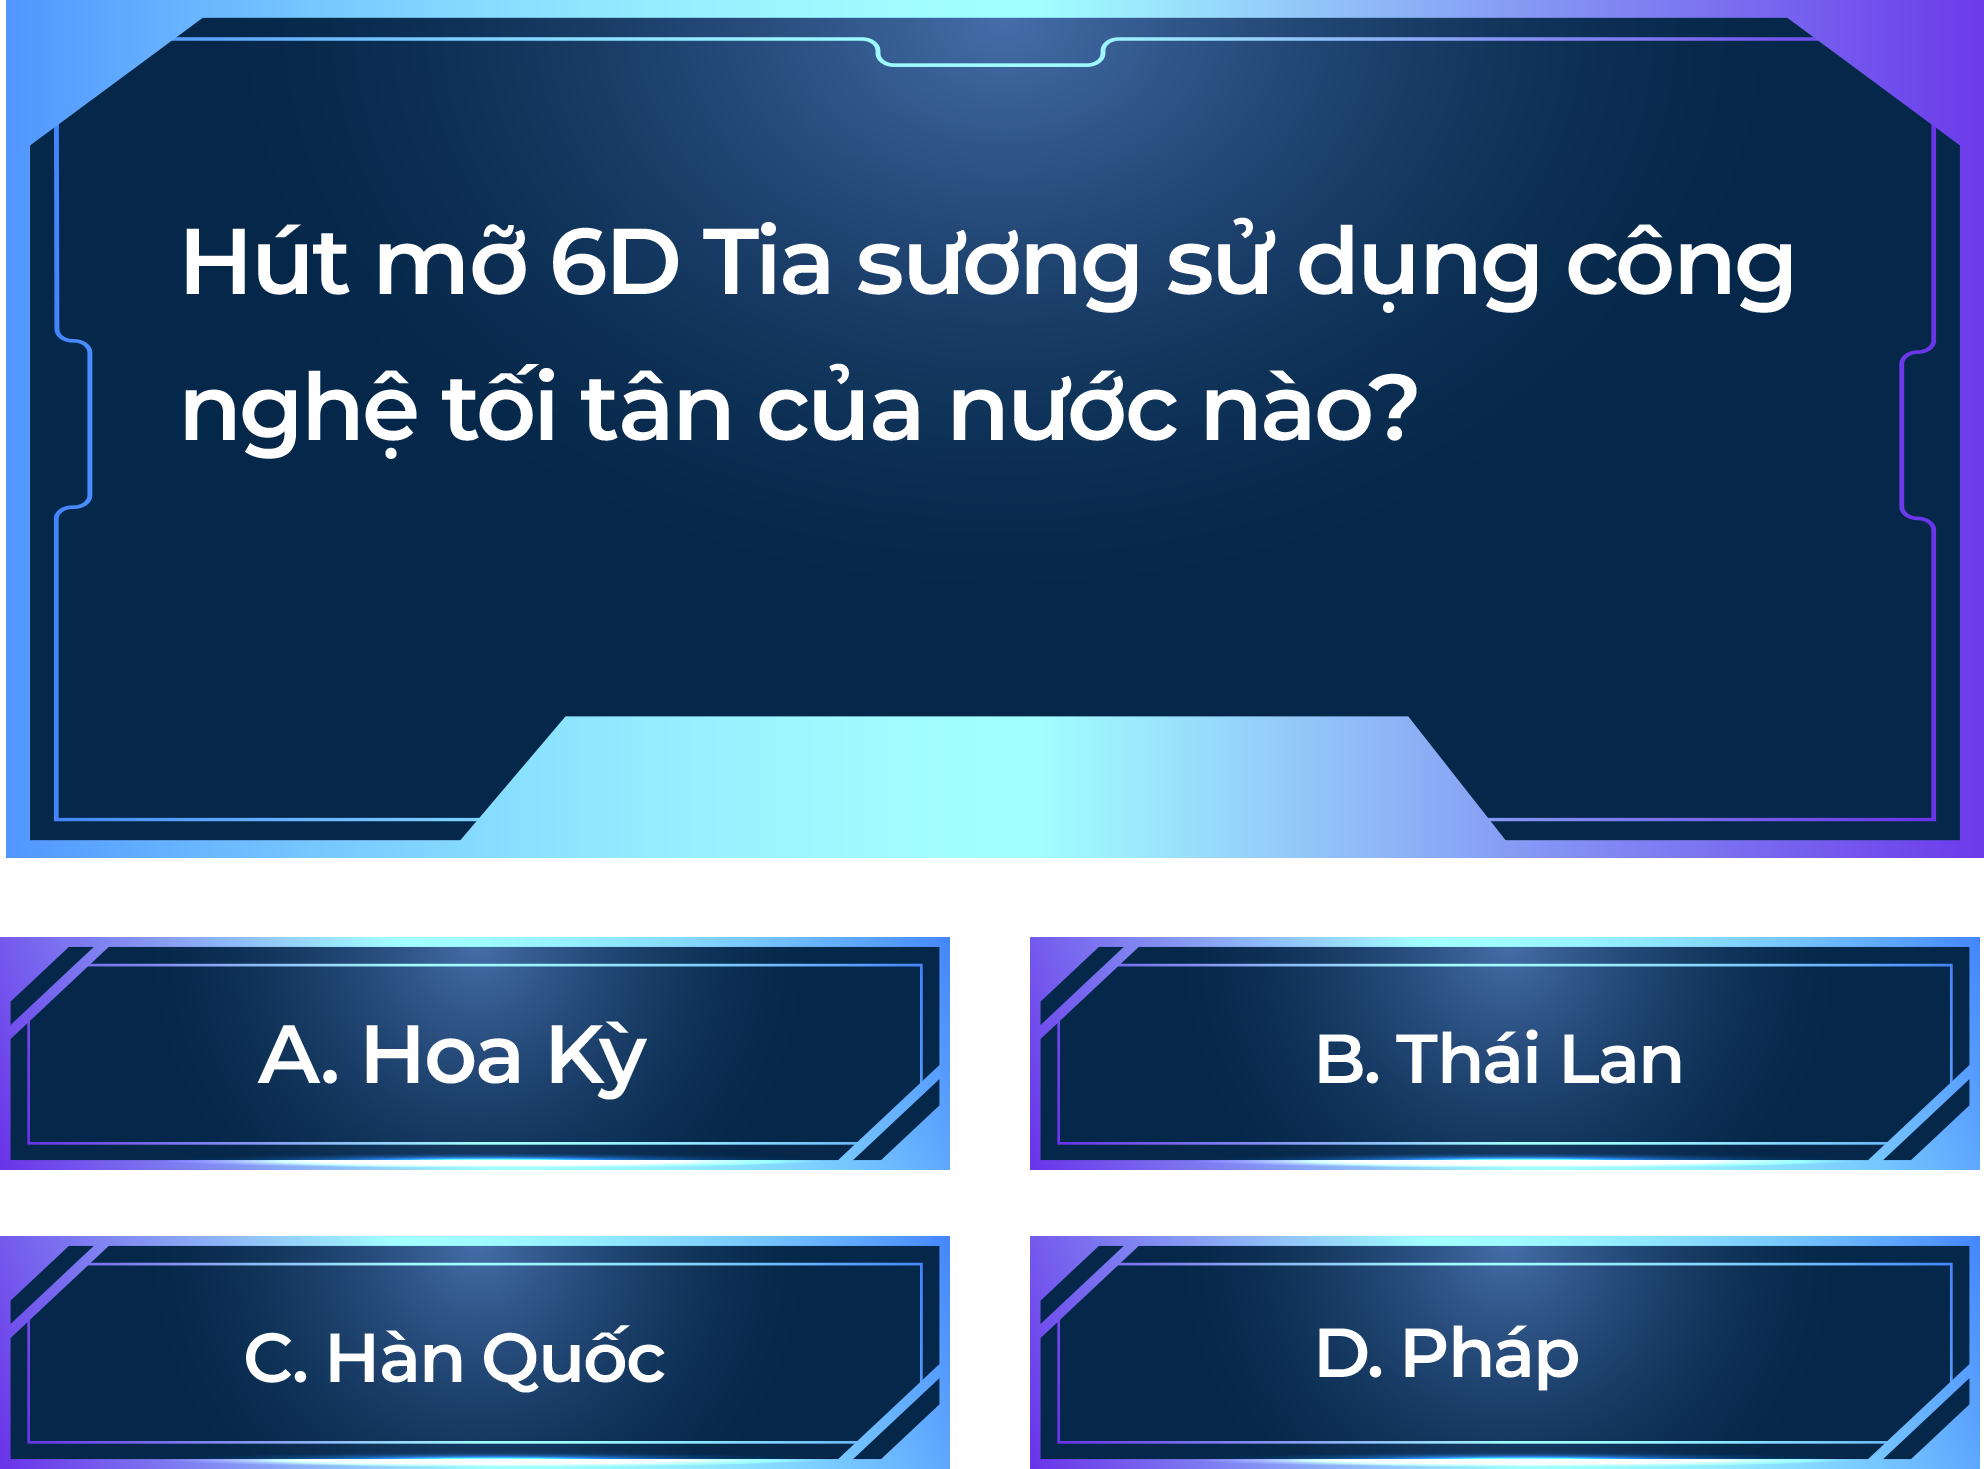 Hút mỡ 6D Tia sương sử dụng công
nghệ tối tân của nước nào?
A. Hoa Kỳ
B. Thái Lan
C. Hàn Quốc
D. Pháp